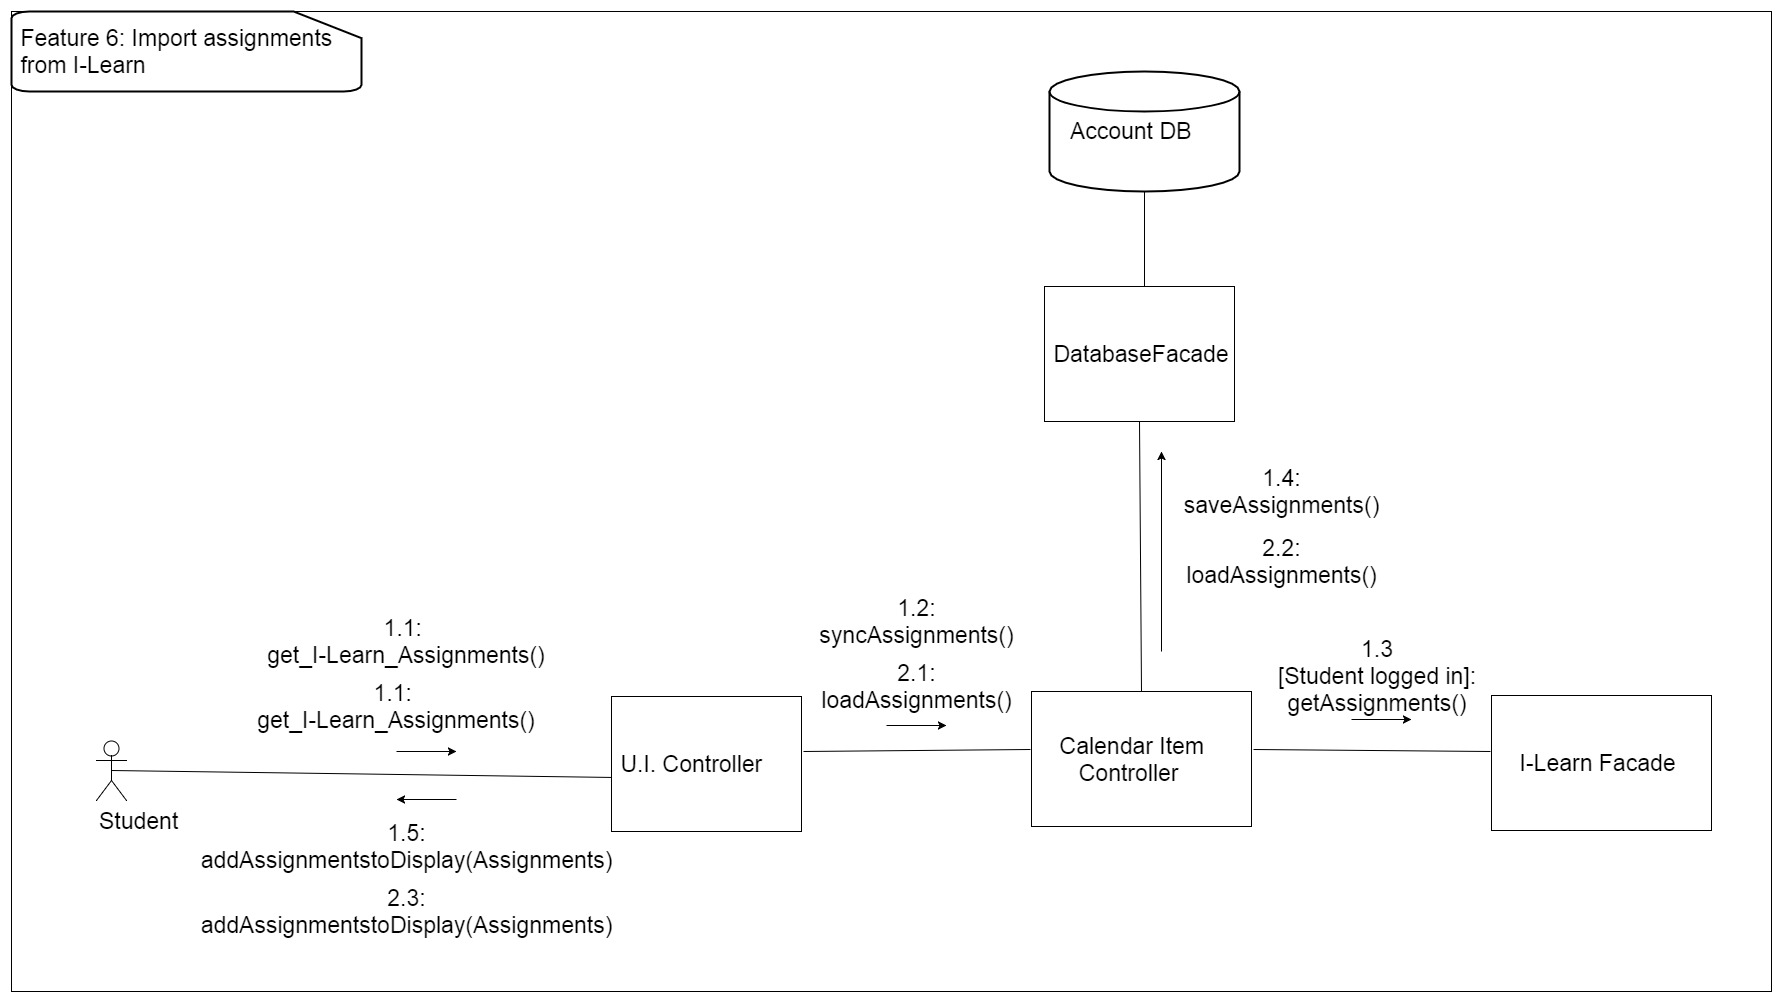 Feature 6: Import assignments
from I-Learn
Account DB
DatabaseFacade
1.4:
saveAssignments()
2.2:
loadAssignments()
1.2:
syncAssignments()
2.1:
loadAssignments()
1.1:
get_I-Learn_Assignments()
1.1:
get_I-Learn_Assignments()
1.3
[Student logged in]:
getAssignments()
Student
U.I. Controller
Calendar Item
Controller
I-Learn Facade
1.5:
addAssignmentstoDisplay(Assignments)
2.3:
addAssignmentstoDisplay(Assignments)